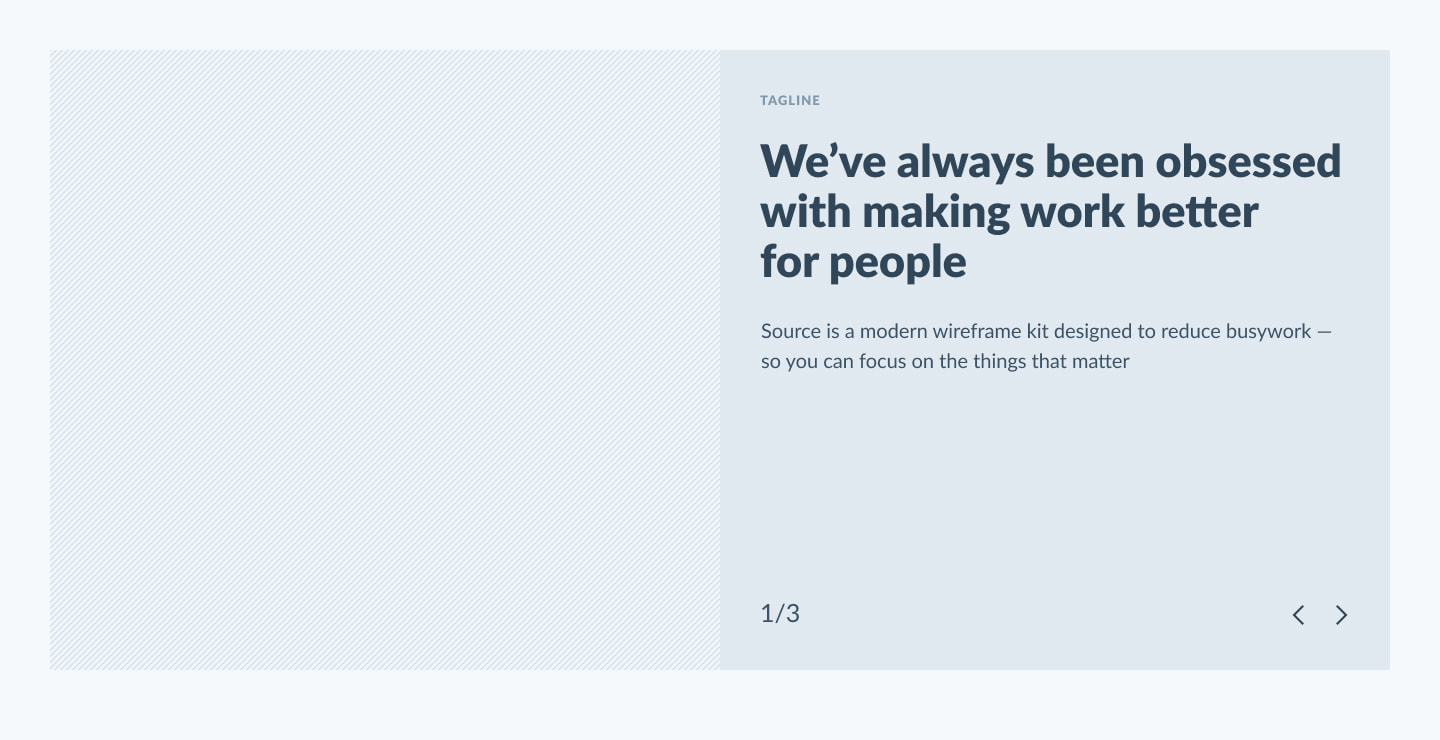 TAGLINE
We’ve always been obsessed
with making work better
for people
Source is a modern wireframe kit designed to reduce busywork —
so you can focus on the things that matter
1/3